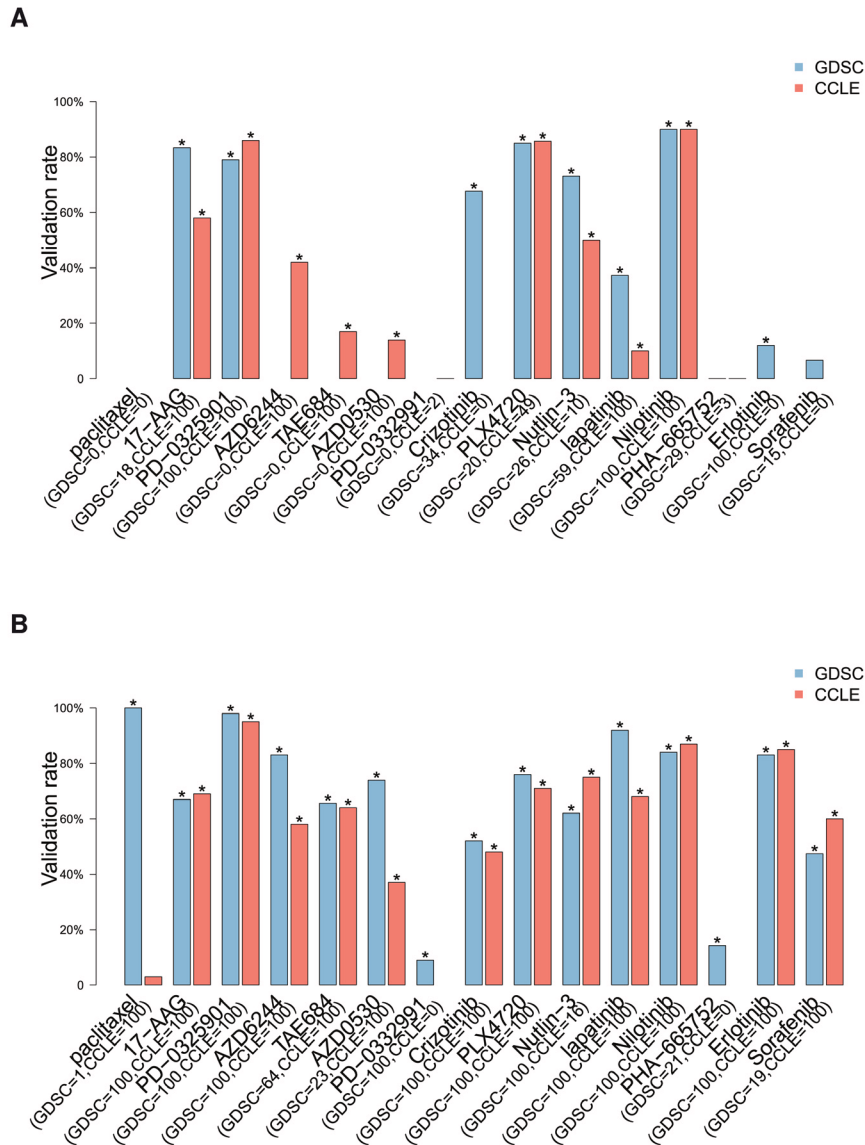 A
GDSC
CCLE
Validation rate
100%
80%
60%
40%
20%
0
* * * * * * * * * * * * * * * *
paclitaxel
(GDSC=0,CCLE=0)
17-AAG
(GDSC=18,CCLE=100)
PD-0325901
(GDSC=100,CCLE=100)
AZD6244
(GDSC=0,CCLE=100)
TAE684
(GDSC=0,CCLE=100)
AZD0530
(GDSC=0,CCLE=100)
PD-0332991
(GDSC=0,CCLE=2)
Crizotinib
(GDSC=34,CCLE=0)
PLX4720
(GDSC=20,CCLE=49)
Nutlin-3
(GDSC=26,CCLE=10)
lapatinib
(GDSC=59,CCLE=100)
Nilotinib
(GDSC=100,CCLE=100)
PHA-665752
(GDSC=29,CCLE=3)
Erlotinib
(GDSC=100,CCLE=0)
Sorafenib
(GDSC=15,CCLE=0)
B
GDSC
CCLE
Validation rate
100%
80%
60%
40%
20%
0
* * * * * * * * * * * * * * * * * * * * * * * * * * *
paclitaxel
(GDSC=1,CCLE=100)
17-AAG
(GDSC=100,CCLE=100)
PD-0325901
(GDSC=100,CCLE=100)
AZD6244
(GDSC=100,CCLE=100)
TAE684
(GDSC=64,CCLE=100)
AZD0530
(GDSC=23,CCLE=100)
PD-0332991
(GDSC=100,CCLE=0)
Crizotinib
(GDSC=100,CCLE=100)
PLX4720
(GDSC=100,CCLE=100)
Nutlin-3
(GDSC=100,CCLE=16)
lapatinib
(GDSC=100,CCLE=100)
Nilotinib
(GDSC=100,CCLE=100)
PHA-665752
(GDSC=21,CCLE=0)
Erlotinib
(GDSC=100,CCLE=100)
Sorafenib
(GDSC=19,CCLE=100)